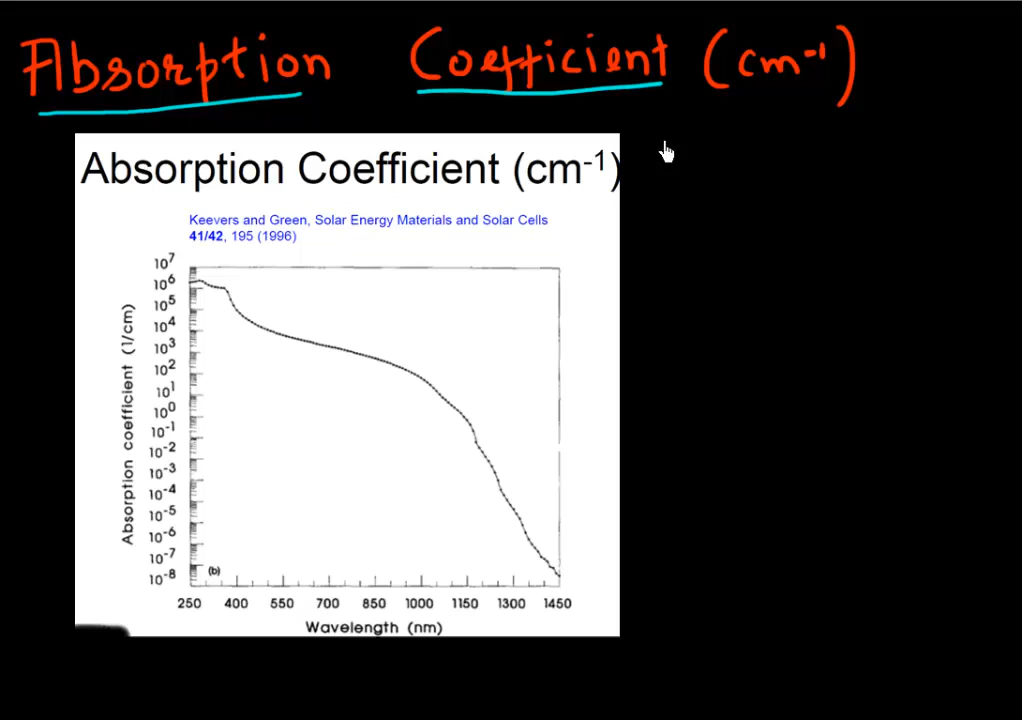 Absorption Coefficient (cm-¹)
Absorption Coefficient (cm-1)
Keevers and Green, Solar Energy Materials and Solar Cells
41/42, 195 (1996)
10⁷
10⁶
10⁵
10⁴
10³
10²
10¹
10⁰
10⁻¹
10⁻²
10⁻³
10⁻⁴
10⁻⁵
10⁻⁶
10⁻⁷
10⁻⁸
Absorption coefficient (1/cm)
(b)
250 400 550 700 850 1000 1150 1300 1450
Wavelength (nm)